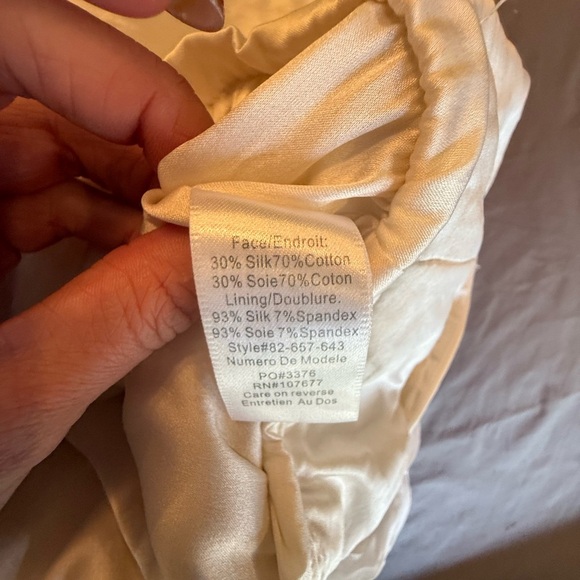 Face/Endroit:
30% Silk70%Cotton
30% Soie70%Coton
Lining/Doublure.
93% Silk 7%Spandex
93% Soie 7%Spandex
Style#82-657-643
Numero De Modele
PO#3376
RN#107677
Care on reverse
Entretien Au Dos